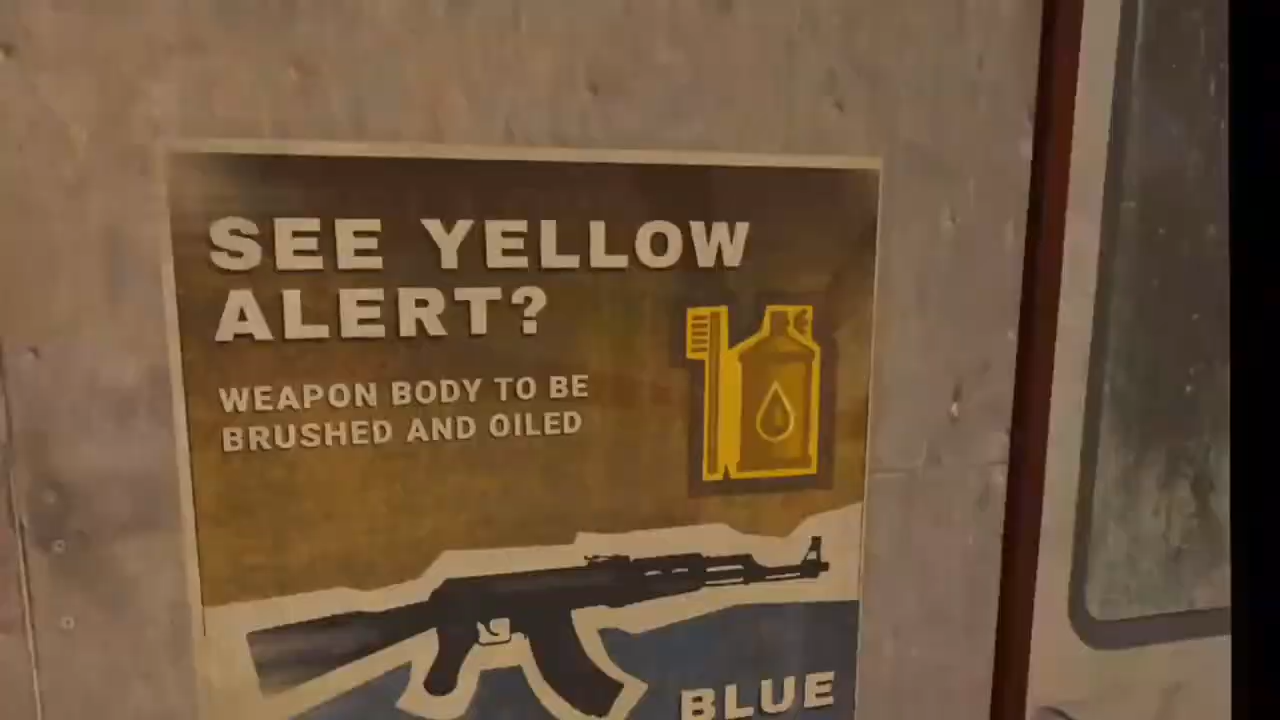 SEE YELLOW
ALERT?
WEAPON BODY TO BE
BRUSHED AND OILED
BLUE